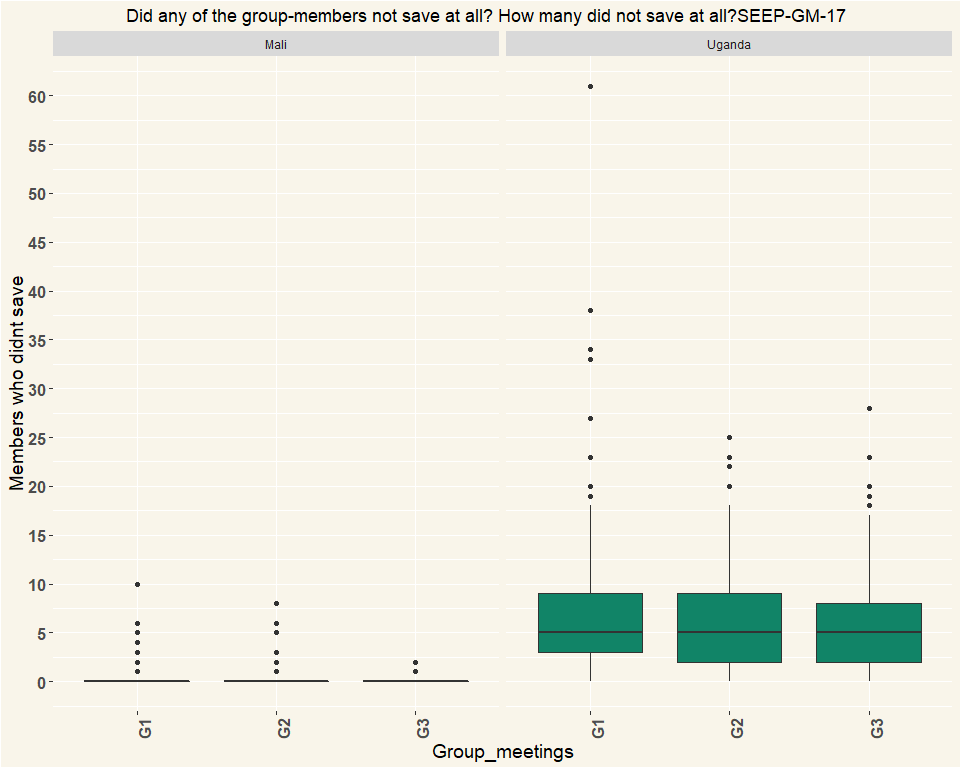 Did any of the group-members not save at all? How many did not save at all?SEEP-GM-17
Mali
Uganda
Members who didnt save
60
55
50
45
40
35
30
25
20
15
10
5
0
G1
G2
G3
G1
G2
G3
Group_meetings